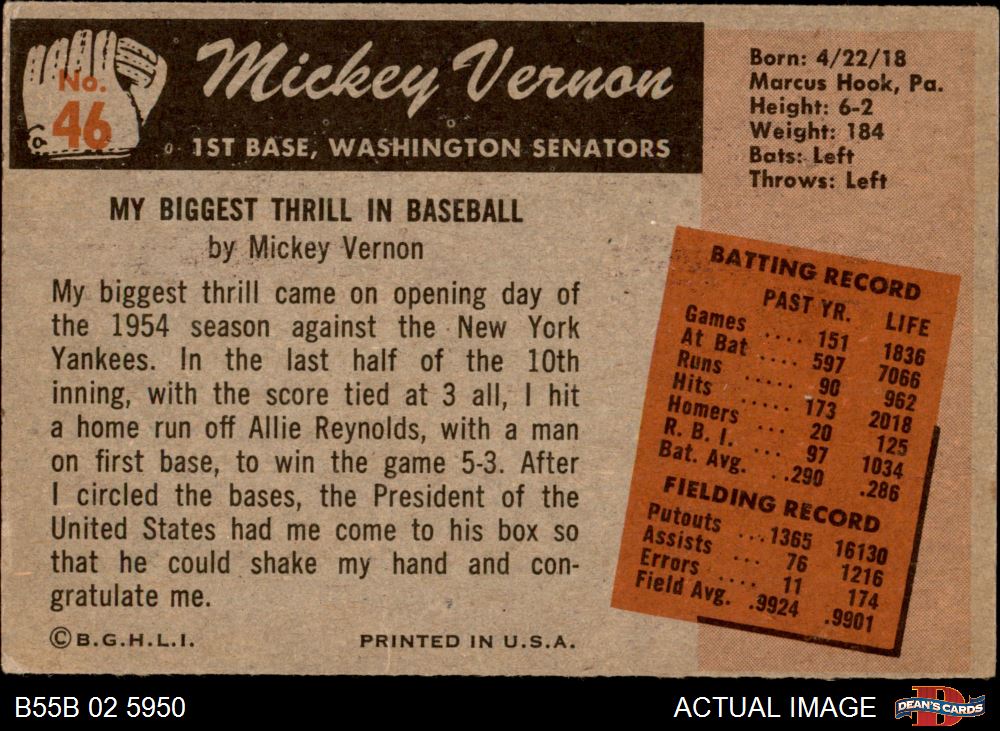 No.
46
Mickey Vernon
1ST BASE, WASHINGTON SENATORS
Born: 4/22/18
Marcus Hook, Pa.
Height: 6-2
Weight: 184
Bats: Left
Throws: Left
MY BIGGEST THRILL IN BASEBALL
by Mickey Vernon
My biggest thrill came on opening day of
the 1954 season against the New York
Yankees. In the last half of the 10th
inning, with the score tied at 3 all, I hit
a home run off Allie Reynolds, with a man
on first base, to win the game 5-3. After
I circled the bases, the President of the
United States had me come to his box so
that he could shake my hand and con-
gratulate me.
©B.G.H.L.I. PRINTED IN U.S.A.
BATTING RECORD
PAST YR. LIFE
Games .... 151 1836
At Bat .... 597 7066
Runs ..... 90 962
Hits ..... 173 2018
Homers ... 20 125
R. B. I. ... 97 1034
Bat. Avg. ..290 .286
FIELDING RECORD
Putouts ...1365 16130
Assists ... 76 1216
Errors .... 11 174
Field Avg. .9924 .9901
B55B 02 5950 ACTUAL IMAGE DEAN'S CARDS